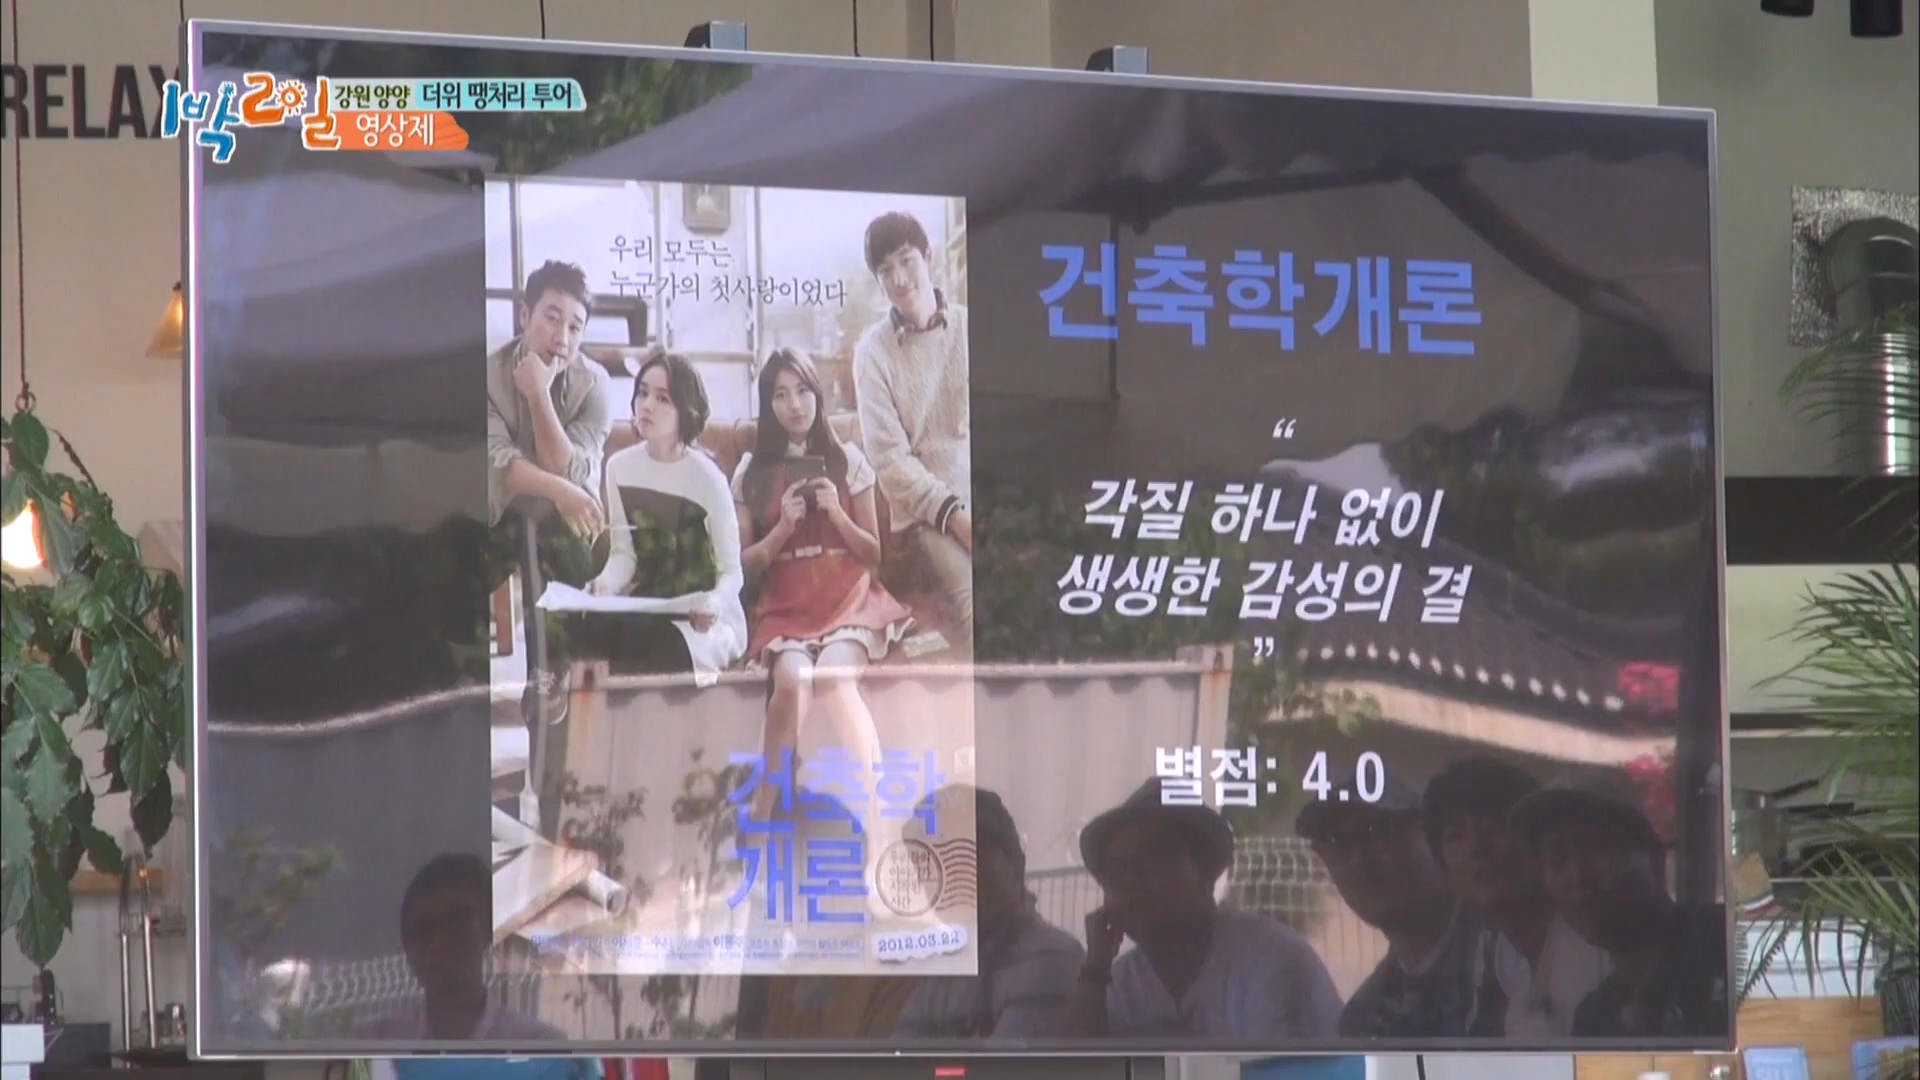 RELAX
1박2일 강원 양양 더위 땡처리 투어
영상제
우리 모두는
누군가의 첫사랑이었다
건축학개론
“
각질 하나 없이
생생한 감성의 결
”
별점: 4.0
건축학
개론
2012.03.22